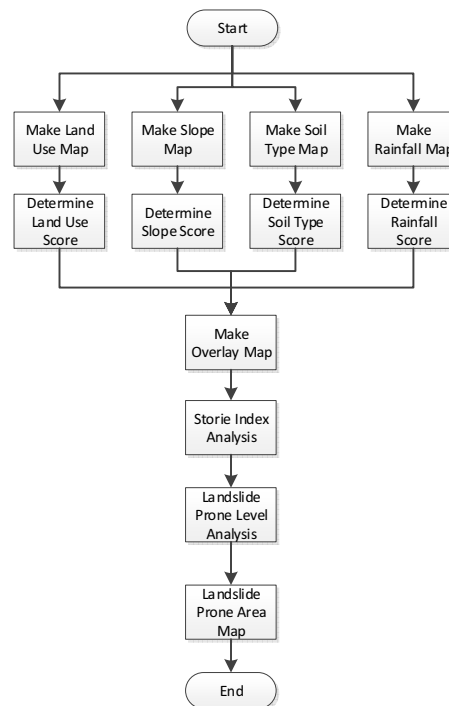 Start
Make Land
Use Map
Make Slope
Map
Make Soil
Type Map
Make
Rainfall Map
Determine
Land Use
Score
Determine
Slope Score
Determine
Soil Type
Score
Determine
Rainfall
Score
Make
Overlay Map
Storie Index
Analysis
Landslide
Prone Level
Analysis
Landslide
Prone Area
Map
End